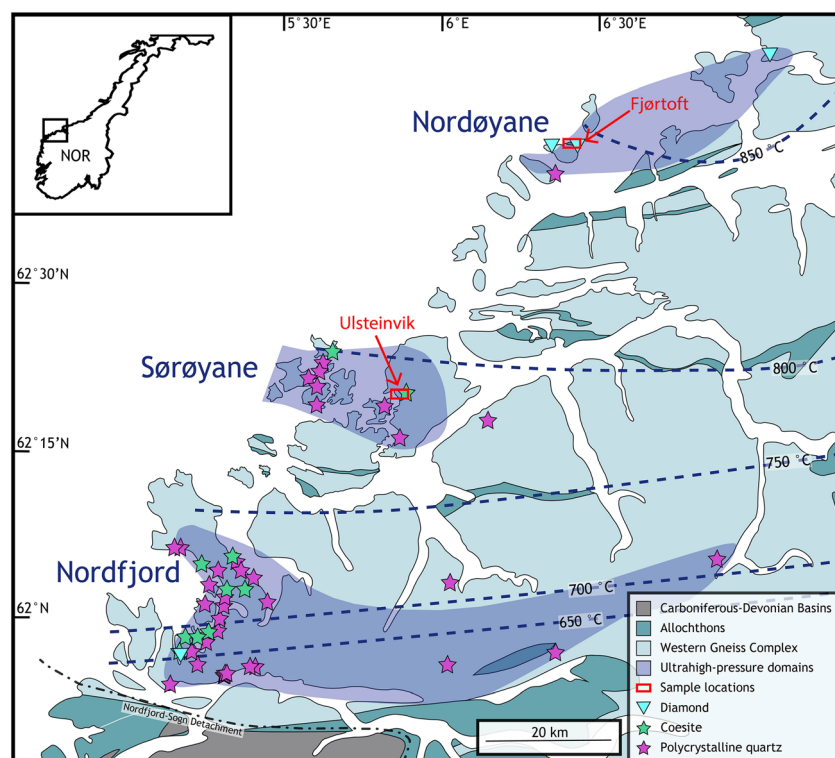 5°30'E
6°E
6°30'E
NOR
Nordøyane
Fjørtoft
850 °C
62°30'N
Ulsteinvik
Sørøyane
800 °C
62°15'N
750 °C
Nordfjord
700 °C
62°N
650 °C
Carboniferous-Devonian Basins
Allochthons
Western Gneiss Complex
Ultrahigh-pressure domains
Sample locations
Diamond
Coesite
Polycrystalline quartz
Nordfjord-Sogn Detachment
20 km